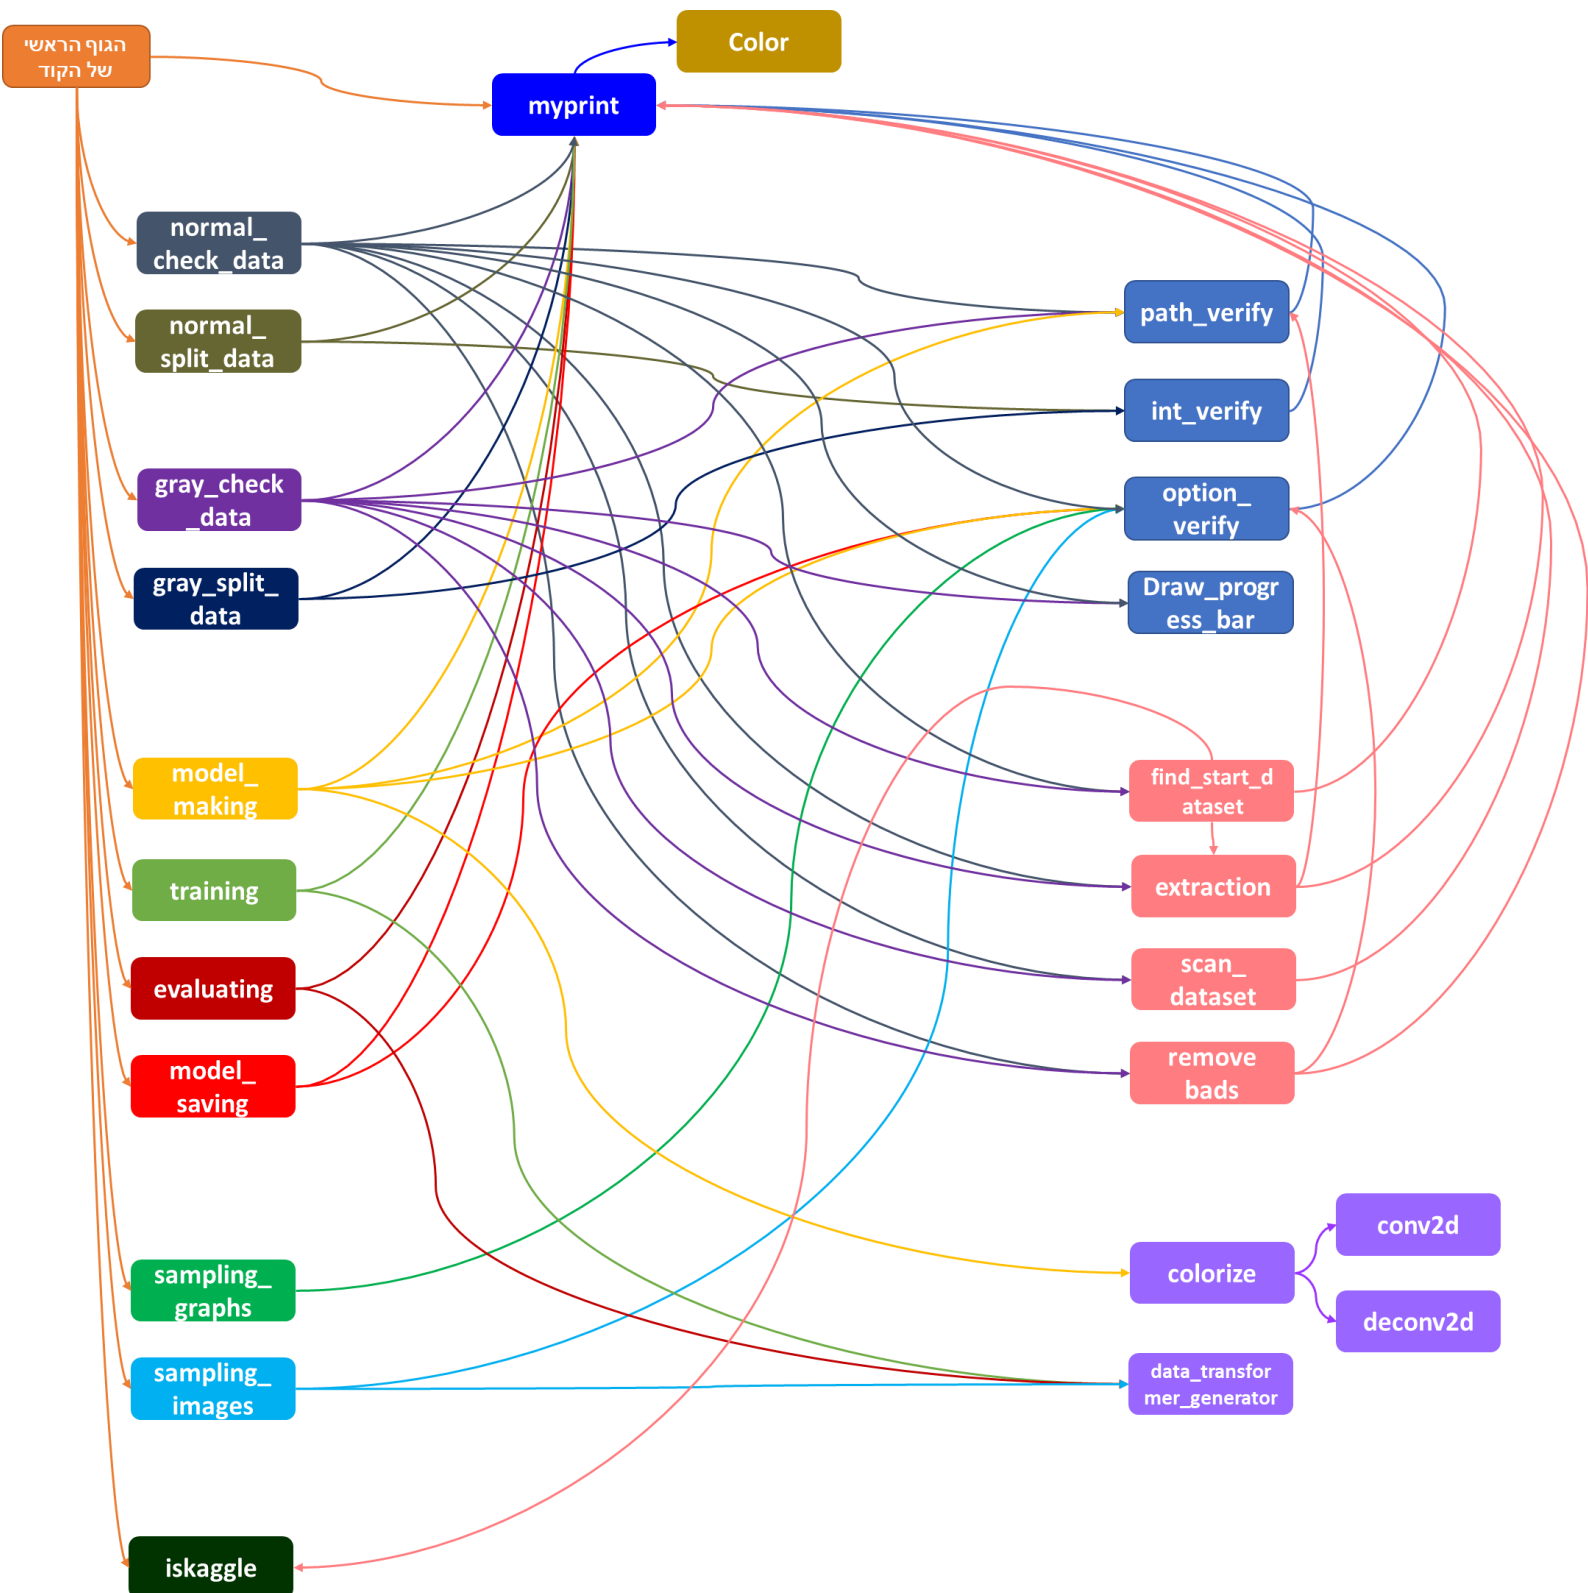 הגוף הראשי
של הקוד
Color
myprint
normal_
check_data
normal_
split_data
gray_check
_data
gray_split_
data
model_
making
training
evaluating
model_
saving
sampling_
graphs
sampling_
images
iskaggle
path_verify
int_verify
option_
verify
Draw_progr
ess_bar
find_start_d
ataset
extraction
scan_
dataset
remove
bads
colorize
conv2d
deconv2d
data_transfor
mer_generator